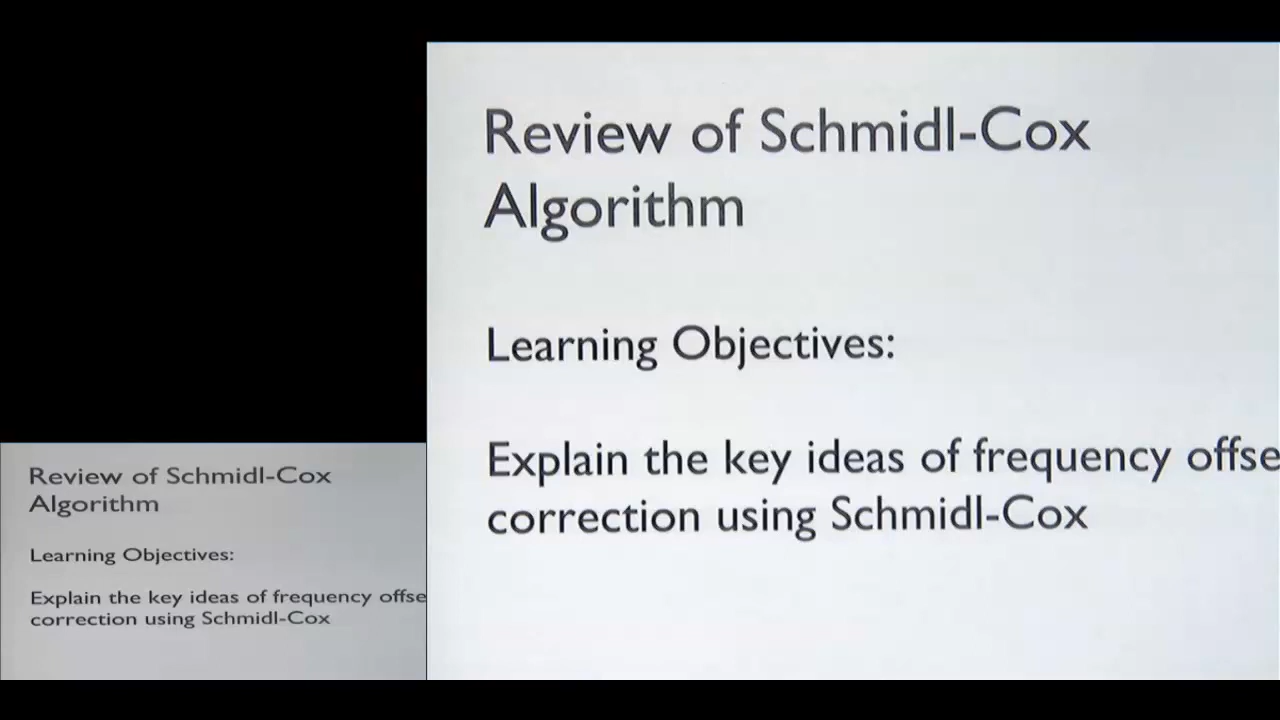 Review of Schmidl-Cox
Algorithm
Learning Objectives:
Explain the key ideas of frequency offse
correction using Schmidl-Cox
Review of Schmidl-Cox
Algorithm
Learning Objectives:
Explain the key ideas of frequency offse
correction using Schmidl-Cox